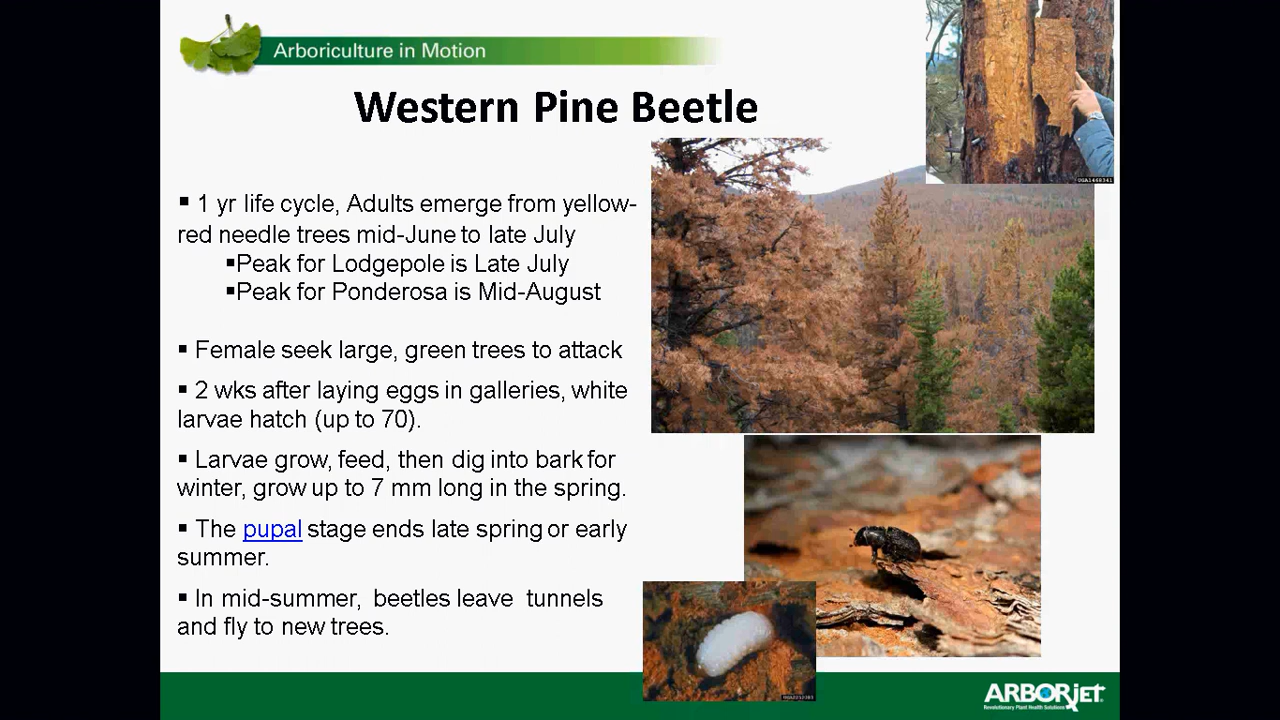 Arboriculture in Motion
Western Pine Beetle
▪ 1 yr life cycle, Adults emerge from yellow-
red needle trees mid-June to late July
▪Peak for Lodgepole is Late July
▪Peak for Ponderosa is Mid-August
▪ Female seek large, green trees to attack
▪ 2 wks after laying eggs in galleries, white
larvae hatch (up to 70).
▪ Larvae grow, feed, then dig into bark for
winter, grow up to 7 mm long in the spring.
▪ The pupal stage ends late spring or early
summer.
▪ In mid-summer, beetles leave tunnels
and fly to new trees.
ARBORjet
Revolutionary Plant Health Solutions